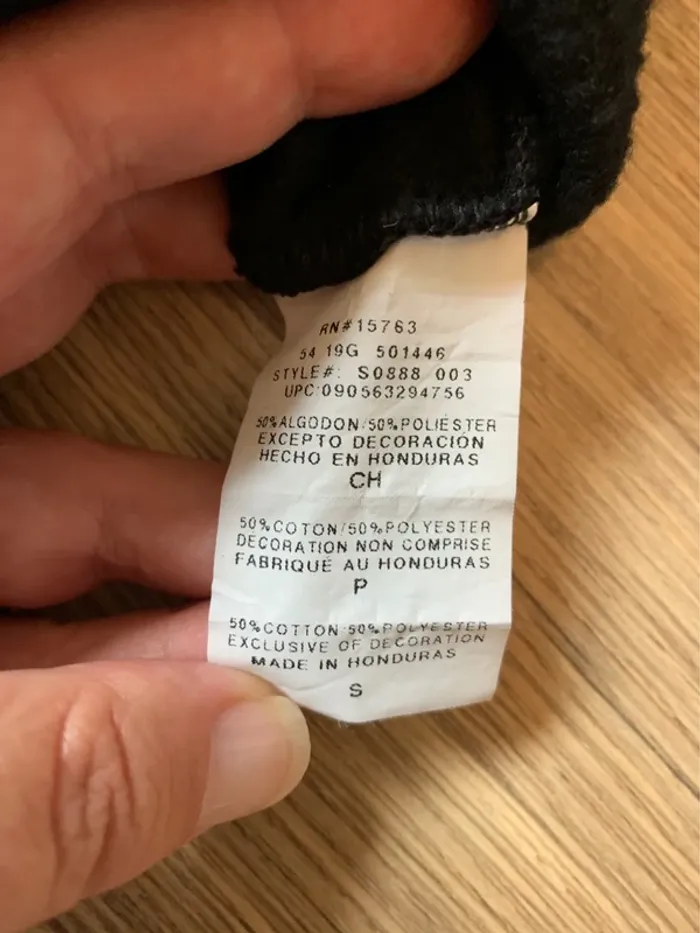 RN#15763
54 19G 501446
STYLE#: S0888 003
UPC:090563294756
50%ALGODON/50%POLIÉSTER
EXCEPTO DECORACIÓN
HECHO EN HONDURAS
CH
50%COTON/50%POLYESTER
DECORATION NON COMPRISE
FABRIQUÉ AU HONDURAS
P
50%COTTON/50%POLYESTER
EXCLUSIVE OF DECORATION
MADE IN HONDURAS
S